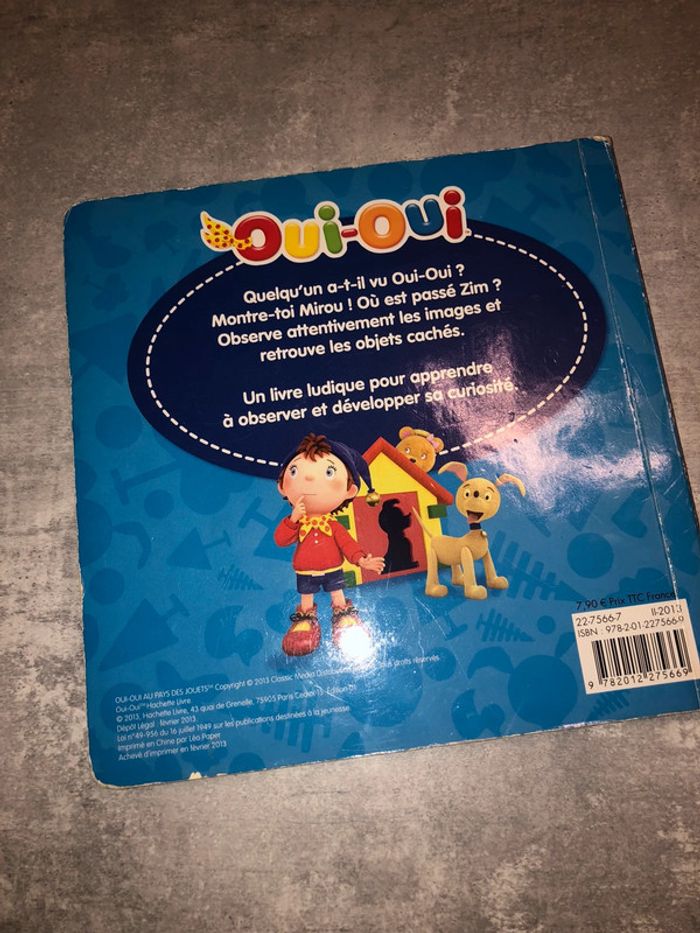 Oui-Oui
Quelqu'un a-t-il vu Oui-Oui ?
Montre-toi Mirou ! Où est passé Zim ?
Observe attentivement les images et
retrouve les objets cachés.
Un livre ludique pour apprendre
à observer et développer sa curiosité.
7,90 € Prix TTC France
22-7566-7 II-2013
ISBN : 978-2-01-227566-9
9 782012 275669
OUI-OUI AU PAYS DES JOUETS™ Copyright © 2013 Classic Media Distribution droits réservés
Oui-Oui™ Hachette Livre.
© 2013, Hachette Livre, 43 quai de Grenelle, 75905 Paris Cedex 15. Édition 01
Dépôt Légal : février 2013
Loi n°49-956 du 16 juillet 1949 sur les publications destinées à la jeunesse
Imprimé en Chine par Léo Paper
Achevé d'imprimer en février 2013